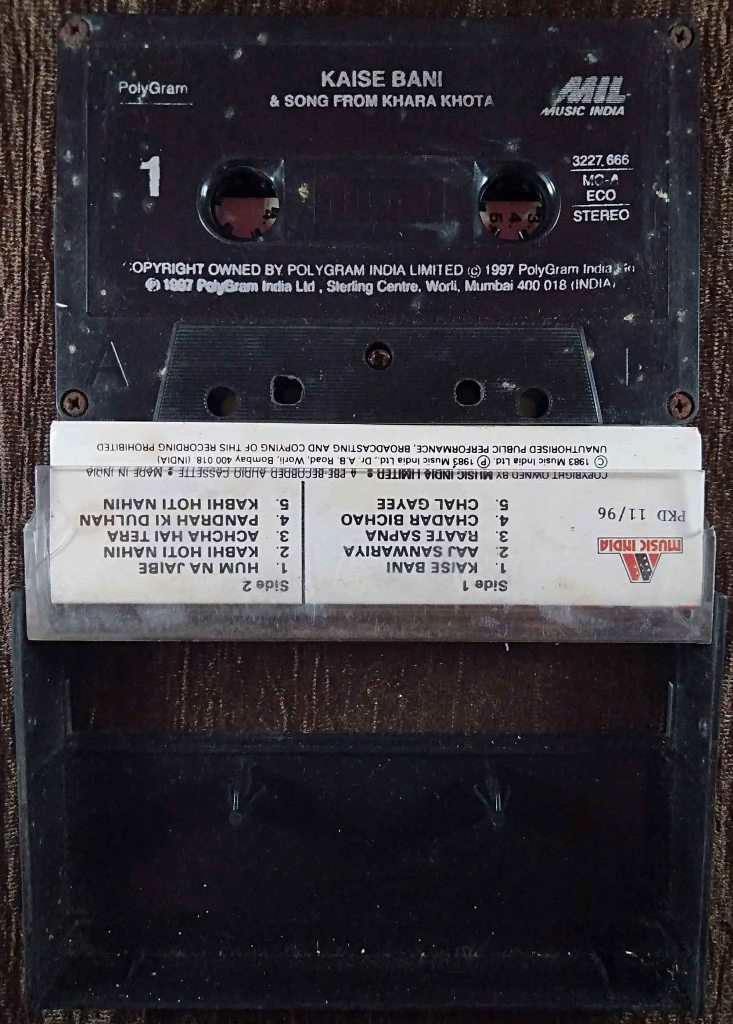 PolyGram
KAISE BANI
& SONG FROM KHARA KHOTA
MIL
MUSIC INDIA
1
3227 666
MC-A
ECO
STEREO
COPYRIGHT OWNED BY POLYGRAM INDIA LIMITED © 1997 PolyGram India
℗ 1997 PolyGram India Ltd , Sterling Centre, Worli, Mumbai 400 018 (INDIA)
A
MUSIC INDIA
PKD 11/96
Side 1
1. KAISE BANI
2. AAJ SANWARIYA
3. RAATE SAPNA
4. CHADAR BICHAO
5. CHAL GAYEE
Side 2
1. HUM NA JAIBE
2. KABHI HOTI NAHIN
3. ACHCHA HAI TERA
4. PANDRAH KI DULHAN
5. KABHI HOTI NAHIN
COPYRIGHT OWNED BY MUSIC INDIA LIMITED • A PRE-RECORDED AUDIO CASSETTE • MADE IN INDIA
© 1983 Music India Ltd. ℗ 1983 Music India Ltd., Dr. A.B. Road, Worli, Bombay 400 018 (INDIA)
UNAUTHORISED PUBLIC PERFORMANCE, BROADCASTING AND COPYING OF THIS RECORDING PROHIBITED